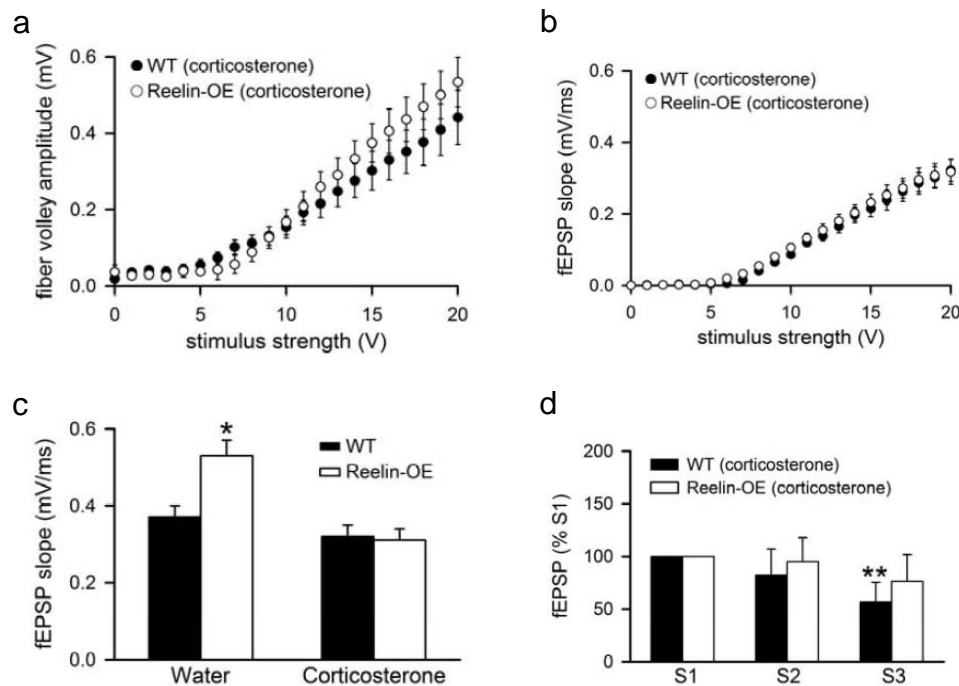 a
fiber volley amplitude (mV)
0.6
0.4
0.2
0.0
WT (corticosterone)
Reelin-OE (corticosterone)
0 5 10 15 20
stimulus strength (V)
b
fEPSP slope (mV/ms)
0.6
0.4
0.2
0.0
WT (corticosterone)
Reelin-OE (corticosterone)
0 5 10 15 20
stimulus strength (V)
c
fEPSP slope (mV/ms)
0.6
0.4
0.2
0.0
*
WT
Reelin-OE
Water Corticosterone
d
fEPSP (% S1)
200
150
100
50
0
WT (corticosterone)
Reelin-OE (corticosterone)
**
S1 S2 S3